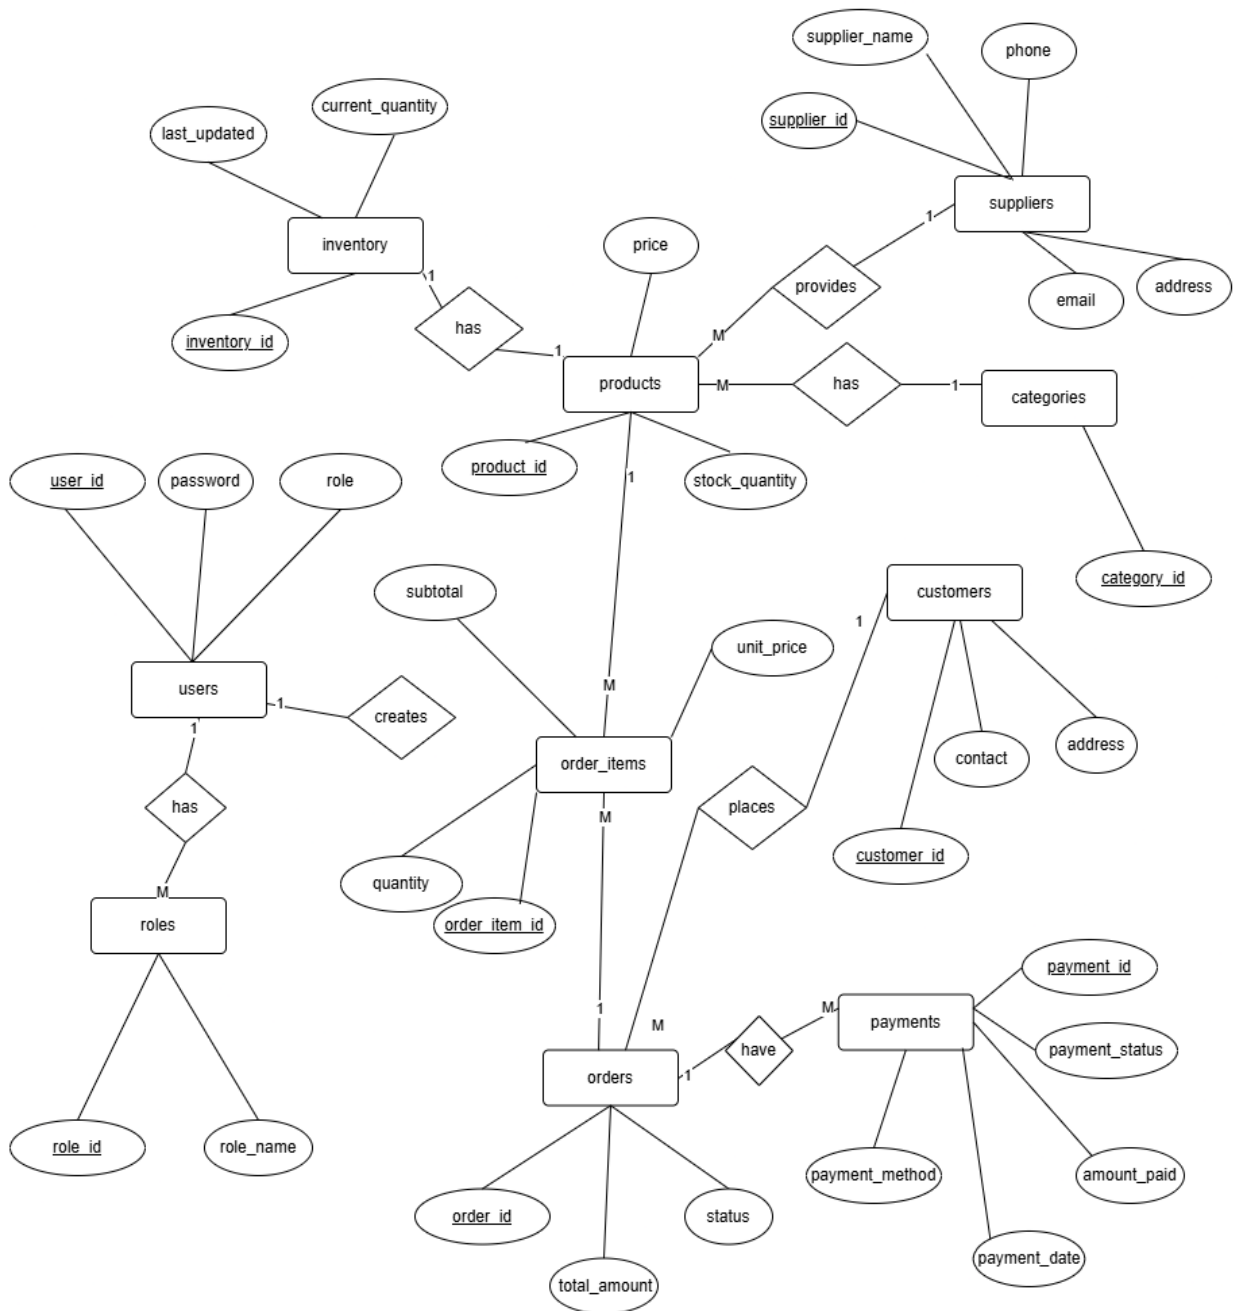 supplier_name
phone
current_quantity
last_updated
supplier_id
suppliers
1
inventory
price
1
provides
email
address
has
inventory_id
M
1
products
M
has
1
categories
user_id
password
role
product_id
1
stock_quantity
category_id
subtotal
customers
1
unit_price
users
M
1
creates
1
order_items
contact
address
has
places
M
quantity
customer_id
M
roles
order_item_id
payment_id
1
M
M
payments
have
payment_status
orders
1
role_id
role_name
payment_method
amount_paid
order_id
status
payment_date
total_amount